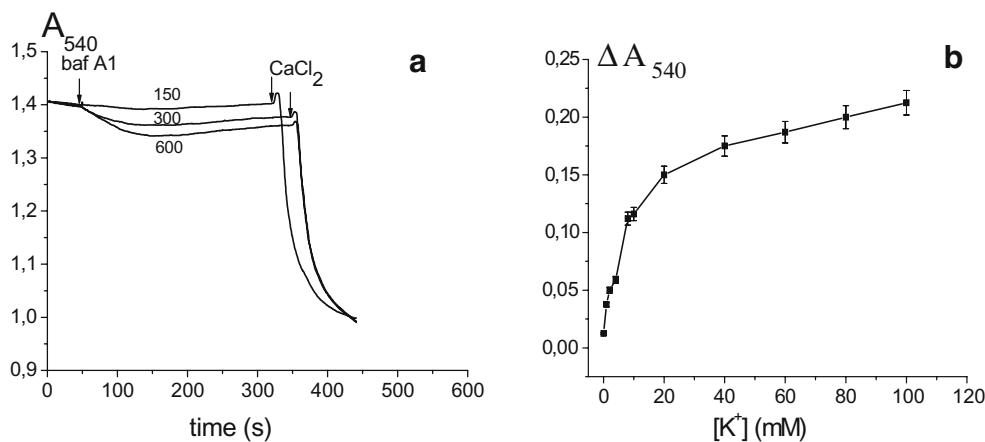 A540
baf A1
CaCl2
a
150
300
600
1,5
1,4
1,3
1,2
1,1
1,0
0,9
0 100 200 300 400 500 600
time (s)
ΔA540
b
0,25
0,20
0,15
0,10
0,05
0,00
0 20 40 60 80 100 120
[K+] (mM)